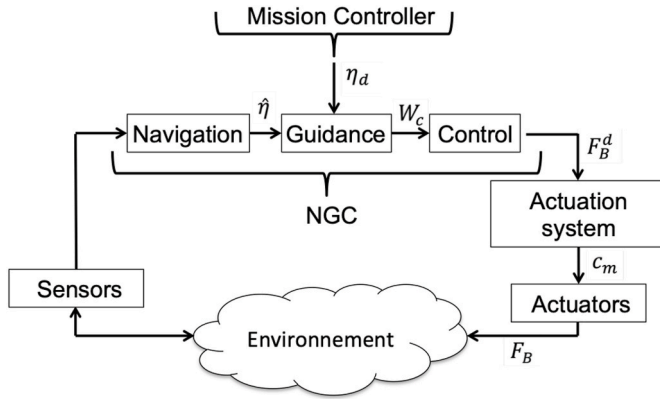 Mission Controller
η_d
η̂
W_c
Navigation
Guidance
Control
F_B^d
NGC
Actuation
system
c_m
Sensors
Actuators
Environnement
F_B